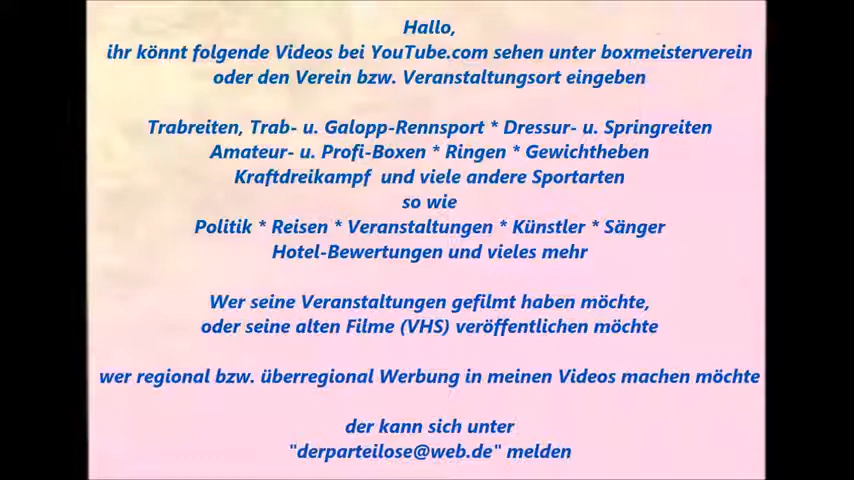 Hallo,
ihr könnt folgende Videos bei YouTube.com sehen unter boxmeisterverein
oder den Verein bzw. Veranstaltungsort eingeben
Trabreiten, Trab- u. Galopp-Rennsport * Dressur- u. Springreiten
Amateur- u. Profi-Boxen * Ringen * Gewichtheben
Kraftdreikampf und viele andere Sportarten
so wie
Politik * Reisen * Veranstaltungen * Künstler * Sänger
Hotel-Bewertungen und vieles mehr
Wer seine Veranstaltungen gefilmt haben möchte,
oder seine alten Filme (VHS) veröffentlichen möchte
wer regional bzw. überregional Werbung in meinen Videos machen möchte
der kann sich unter
"derparteilose@web.de" melden